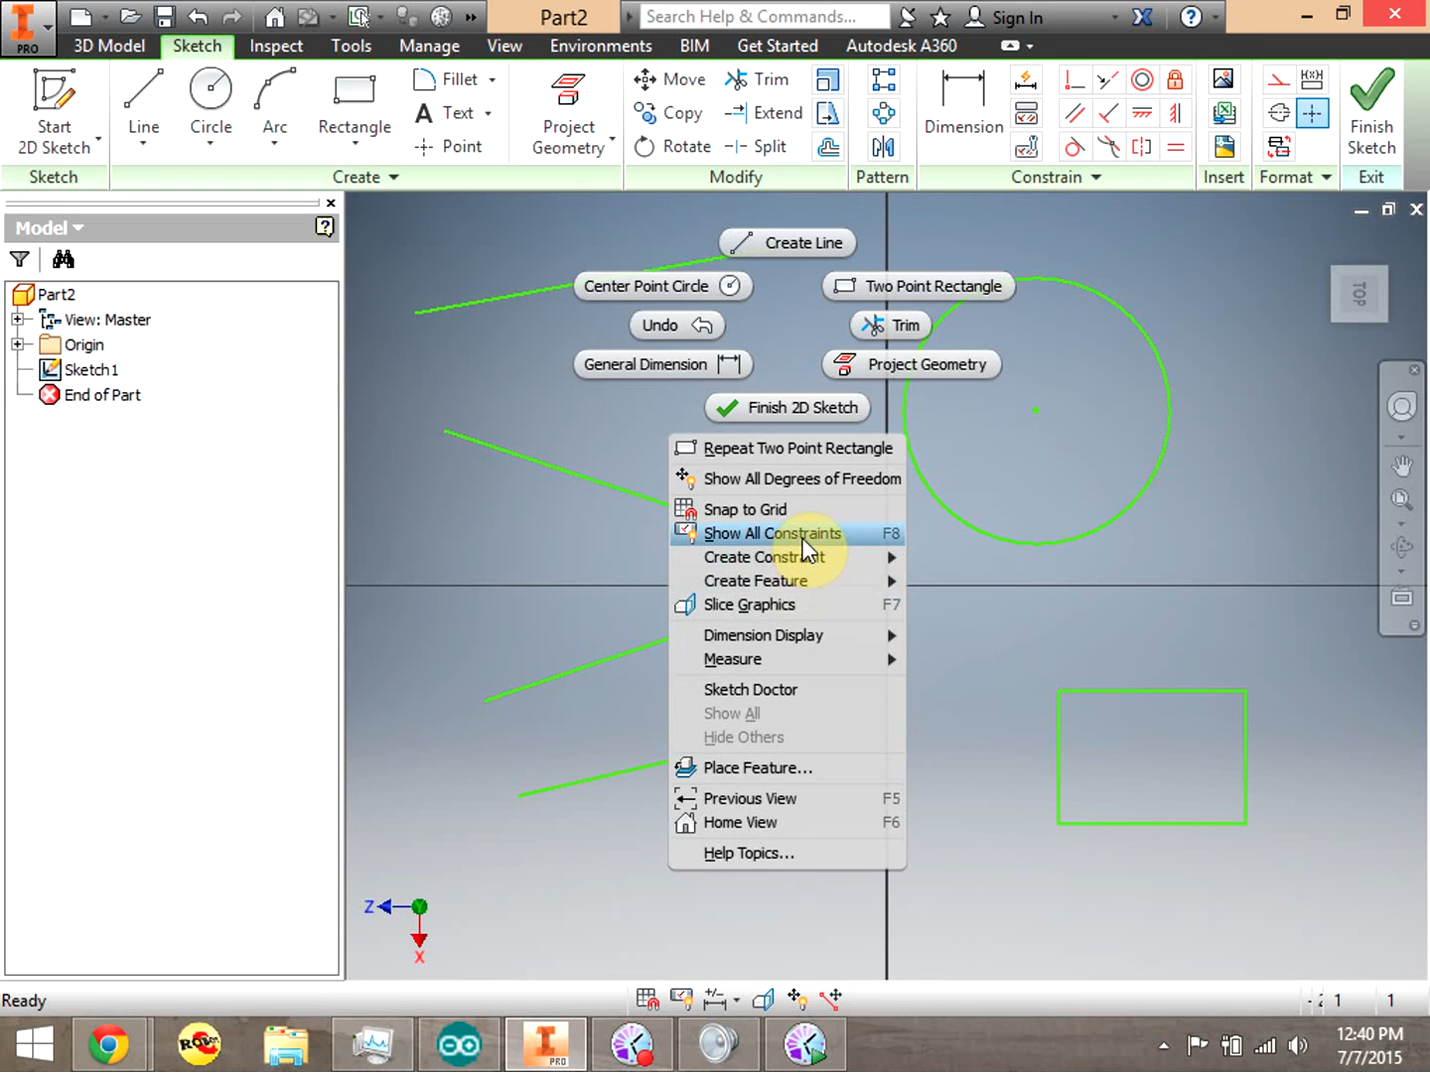 PRO
Part2
Search Help & Commands...
Sign In
3D Model
Sketch
Inspect
Tools
Manage
View
Environments
BIM
Get Started
Autodesk A360
Start
2D Sketch
Line
Circle
Arc
Rectangle
Fillet
Text
Point
Project
Geometry
Move
Copy
Rotate
Trim
Extend
Split
Dimension
Finish
Sketch
Sketch
Create
Modify
Pattern
Constrain
Insert
Format
Exit
Model
Part2
View: Master
Origin
Sketch1
End of Part
Create Line
Center Point Circle
Two Point Rectangle
Undo
Trim
General Dimension
Project Geometry
Finish 2D Sketch
Repeat Two Point Rectangle
Show All Degrees of Freedom
Snap to Grid
Show All Constraints F8
Create Constraint
Create Feature
Slice Graphics F7
Dimension Display
Measure
Sketch Doctor
Show All
Hide Others
Place Feature...
Previous View F5
Home View F6
Help Topics...
TOP
Z
X
Ready
1 1
PRO
12:40 PM
7/7/2015